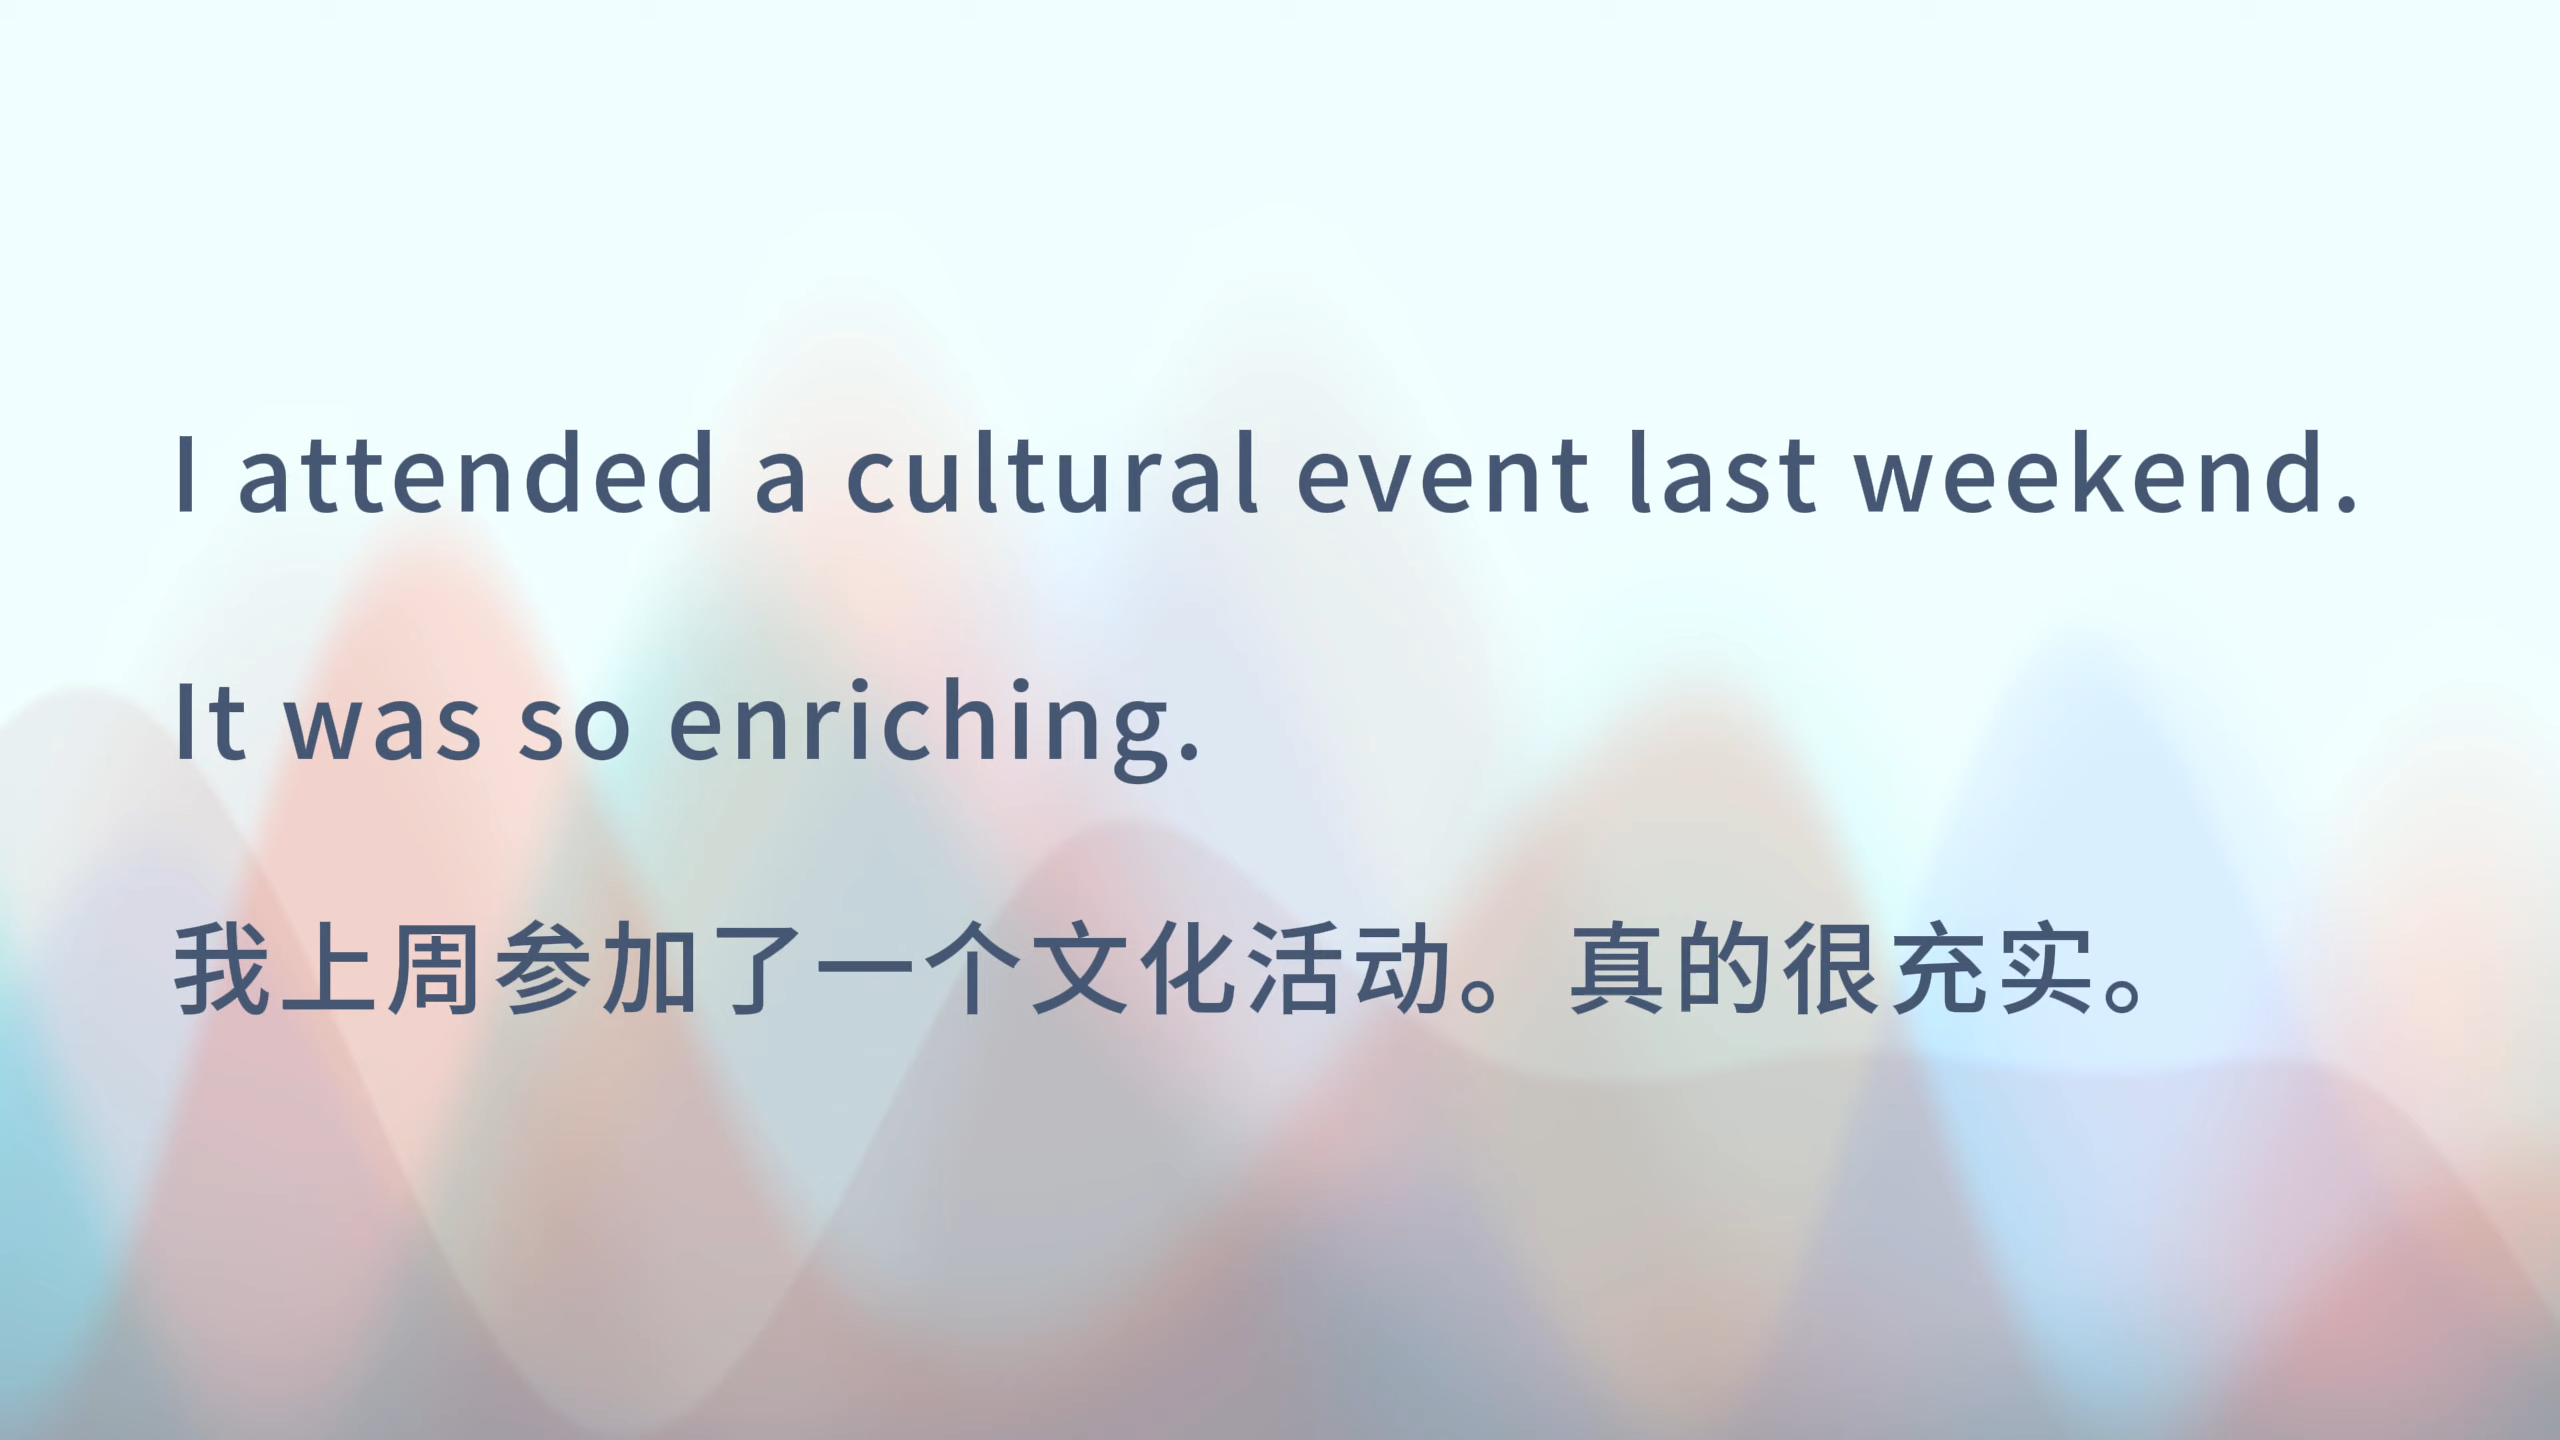 I attended a cultural event last weekend.
It was so enriching.
我上周参加了一个文化活动。真的很充实。